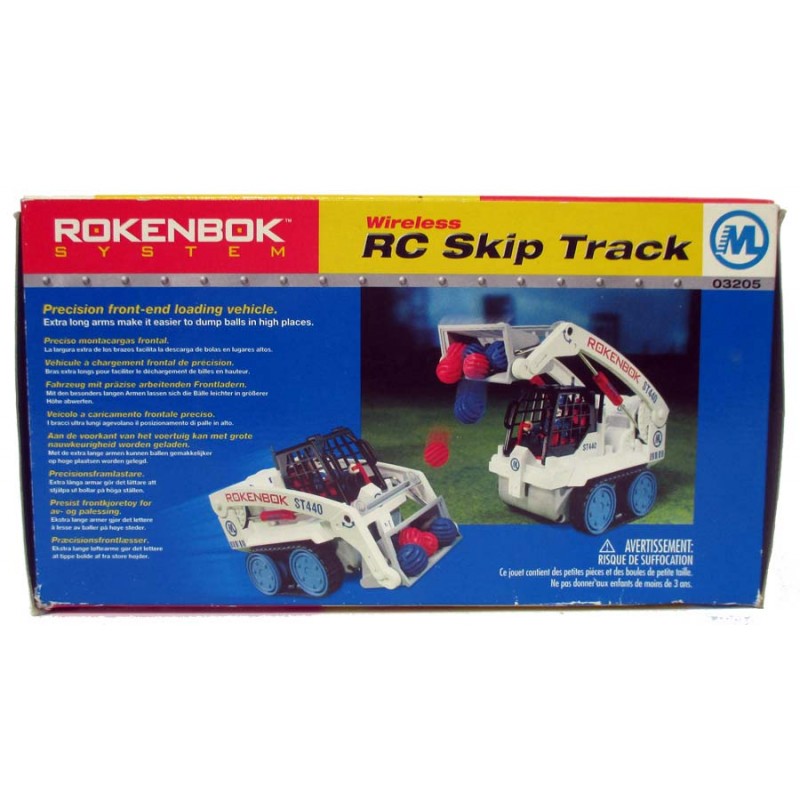 ROKENBOK™
SYSTEM
Wireless
RC Skip Track
ML
03205
Precision front-end loading vehicle.
Extra long arms make it easier to dump balls in high places.
Preciso montacargas frontal.
La largura extra de los brazos facilita la descarga de bolas en lugares altos.
Vehicule à chargement frontal de précision.
Bras extra longs pour faciliter le déchargement de billes en hauteur.
Fahrzeug mit präzise arbeitenden Frontladern.
Mit den besonders langen Armen lassen sich die Bälle leichter in größerer
Höhe abwerfen.
Veicolo a caricamento frontale preciso.
I bracci ultra lungi agevolano il posizionamento di palle in alto.
Aan de voorkant van het voertuig kan met grote
nauwkeurigheid worden geladen.
Met de extra lange armen kunnen ballen gemakkelijker
op hoge plaatsen worden gelegd.
Precisionsframlastare.
Extra långa armar gör det lättare att
stjälpa ut bollar på höga ställen.
Presist frontkjoretoy for
av- og palessing.
Ekstra lange armer gjør det lettere
å lesse av baller på høye steder.
Præcisionsfrontlæsser.
Ekstra lange løftearme gør det lettere
at tippe bolde af fra store højder.
ROKENBOK
ST440
ST440
ROKENBOK
ST440
AVERTISSEMENT:
RISQUE DE SUFFOCATION
Ce jouet contient des petites pièces et des boules de petite taille.
Ne pas donner'aux enfants de moins de 3 ans.